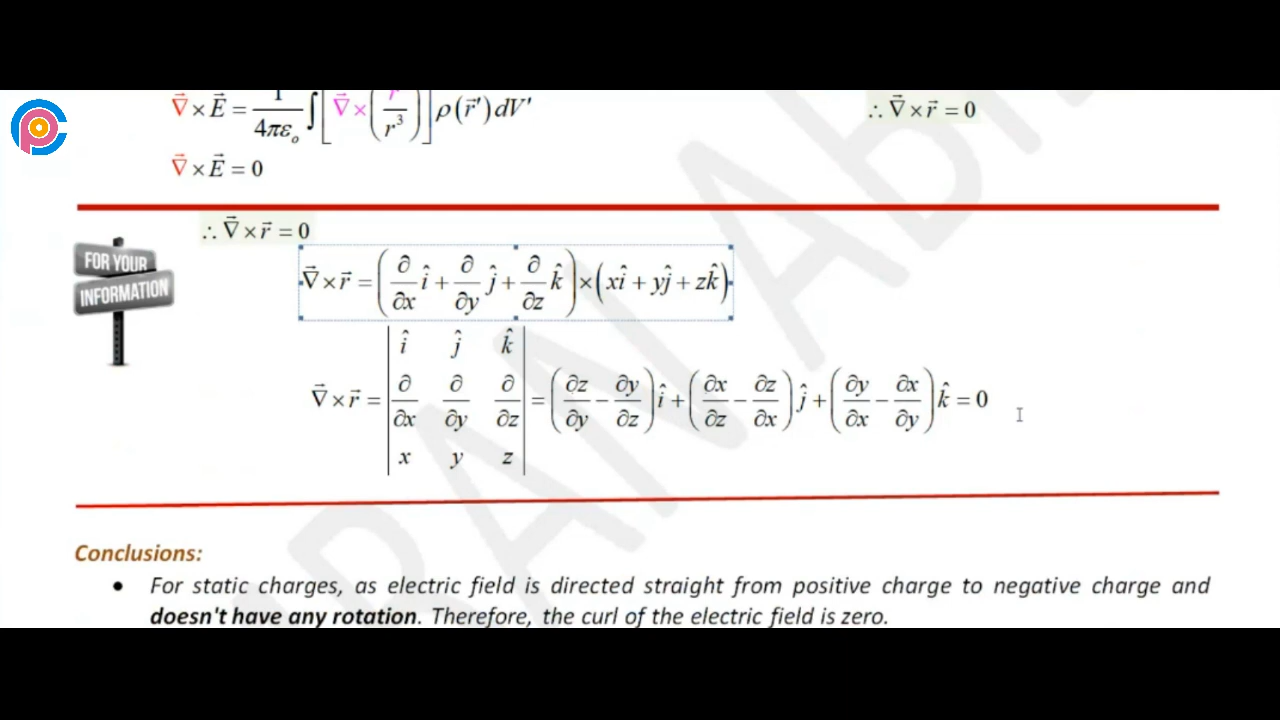 ∇⃗ × E⃗ = 1/4πε₀ ∫ [ ∇⃗ × ( r⃗/r³ ) ] ρ(r⃗′) dV′
∴ ∇⃗ × r⃗ = 0
∇⃗ × E⃗ = 0
∴ ∇⃗ × r⃗ = 0
FOR YOUR
INFORMATION
∇⃗ × r⃗ = ( ∂/∂x î + ∂/∂y ĵ + ∂/∂z k̂ ) × ( xî + yĵ + zk̂ )
∇⃗ × r⃗ = | î ĵ k̂ ; ∂/∂x ∂/∂y ∂/∂z ; x y z | = ( ∂z/∂y − ∂y/∂z ) î + ( ∂x/∂z − ∂z/∂x ) ĵ + ( ∂y/∂x − ∂x/∂y ) k̂ = 0
Conclusions:
• For static charges, as electric field is directed straight from positive charge to negative charge and
doesn't have any rotation. Therefore, the curl of the electric field is zero.